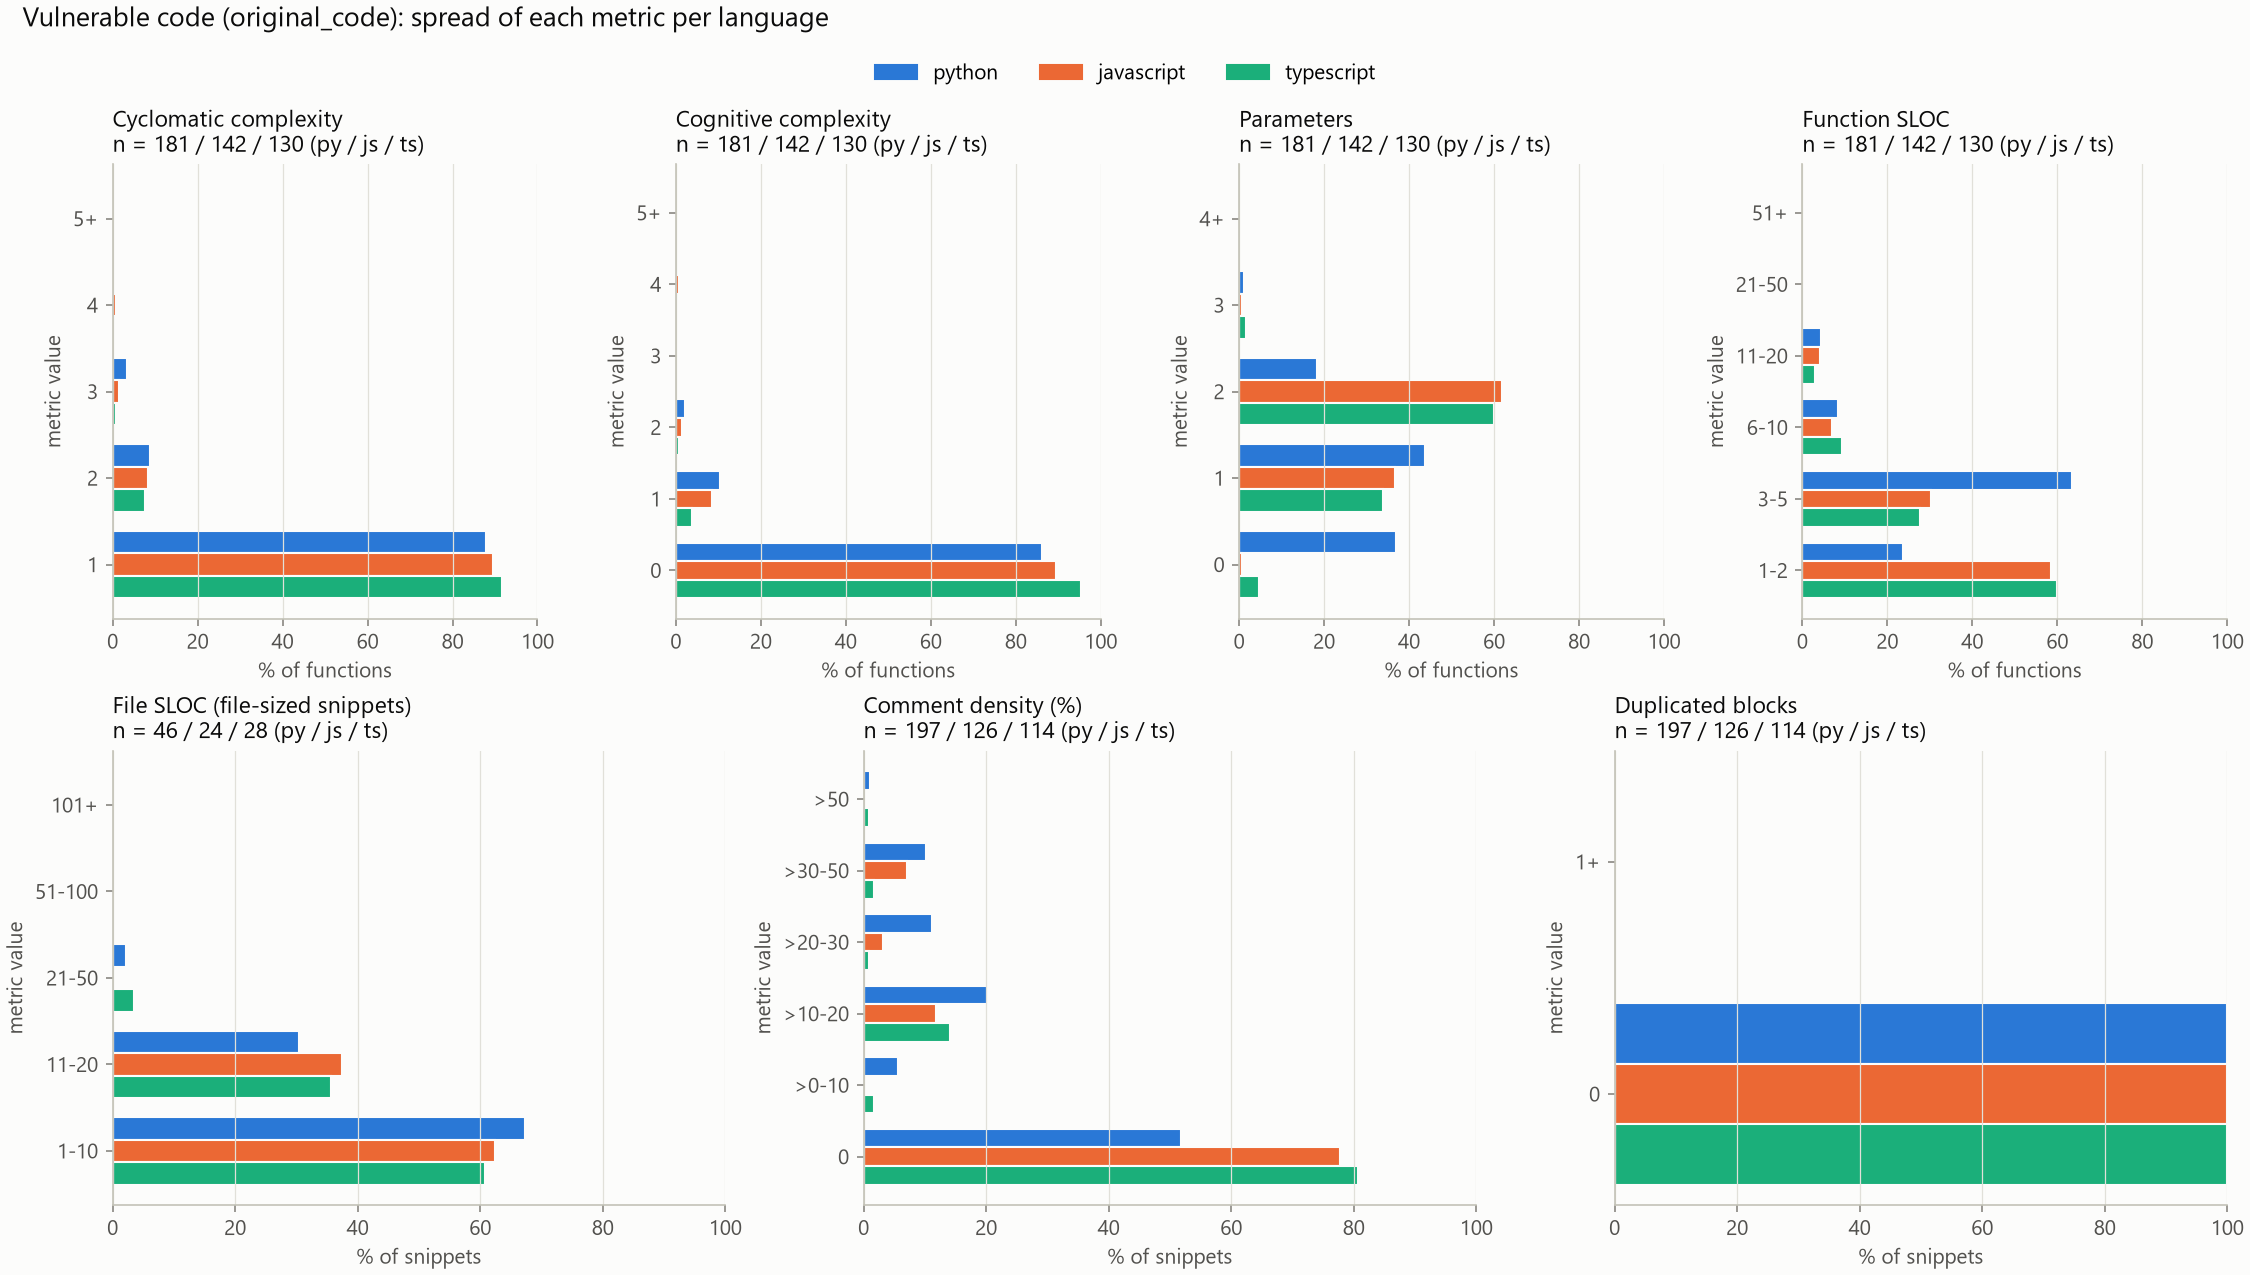 Vulnerable code (original_code): spread of each metric per language
python
javascript
typescript
Cyclomatic complexity
n = 181 / 142 / 130 (py / js / ts)
metric value
5+
4
3
2
1
0 20 40 60 80 100
% of functions
Cognitive complexity
n = 181 / 142 / 130 (py / js / ts)
metric value
5+
4
3
2
1
0
0 20 40 60 80 100
% of functions
Parameters
n = 181 / 142 / 130 (py / js / ts)
metric value
4+
3
2
1
0
0 20 40 60 80 100
% of functions
Function SLOC
n = 181 / 142 / 130 (py / js / ts)
metric value
51+
21-50
11-20
6-10
3-5
1-2
0 20 40 60 80 100
% of functions
File SLOC (file-sized snippets)
n = 46 / 24 / 28 (py / js / ts)
metric value
101+
51-100
21-50
11-20
1-10
0 20 40 60 80 100
% of snippets
Comment density (%)
n = 197 / 126 / 114 (py / js / ts)
metric value
>50
>30-50
>20-30
>10-20
>0-10
0
0 20 40 60 80 100
% of snippets
Duplicated blocks
n = 197 / 126 / 114 (py / js / ts)
metric value
1+
0
0 20 40 60 80 100
% of snippets